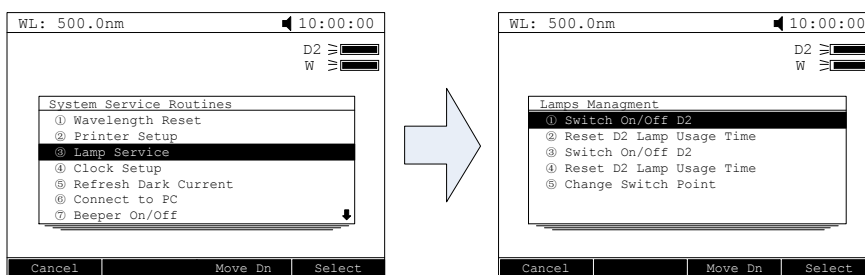 WL: 500.0nm 10:00:00
D2
W
System Service Routines
① Wavelength Reset
② Printer Setup
③ Lamp Service
④ Clock Setup
⑤ Refresh Dark Current
⑥ Connect to PC
⑦ Beeper On/Off
Cancel Move Dn Select
WL: 500.0nm 10:00:00
D2
W
Lamps Managment
① Switch On/Off D2
② Reset D2 Lamp Usage Time
③ Switch On/Off D2
④ Reset D2 Lamp Usage Time
⑤ Change Switch Point
Cancel Move Dn Select